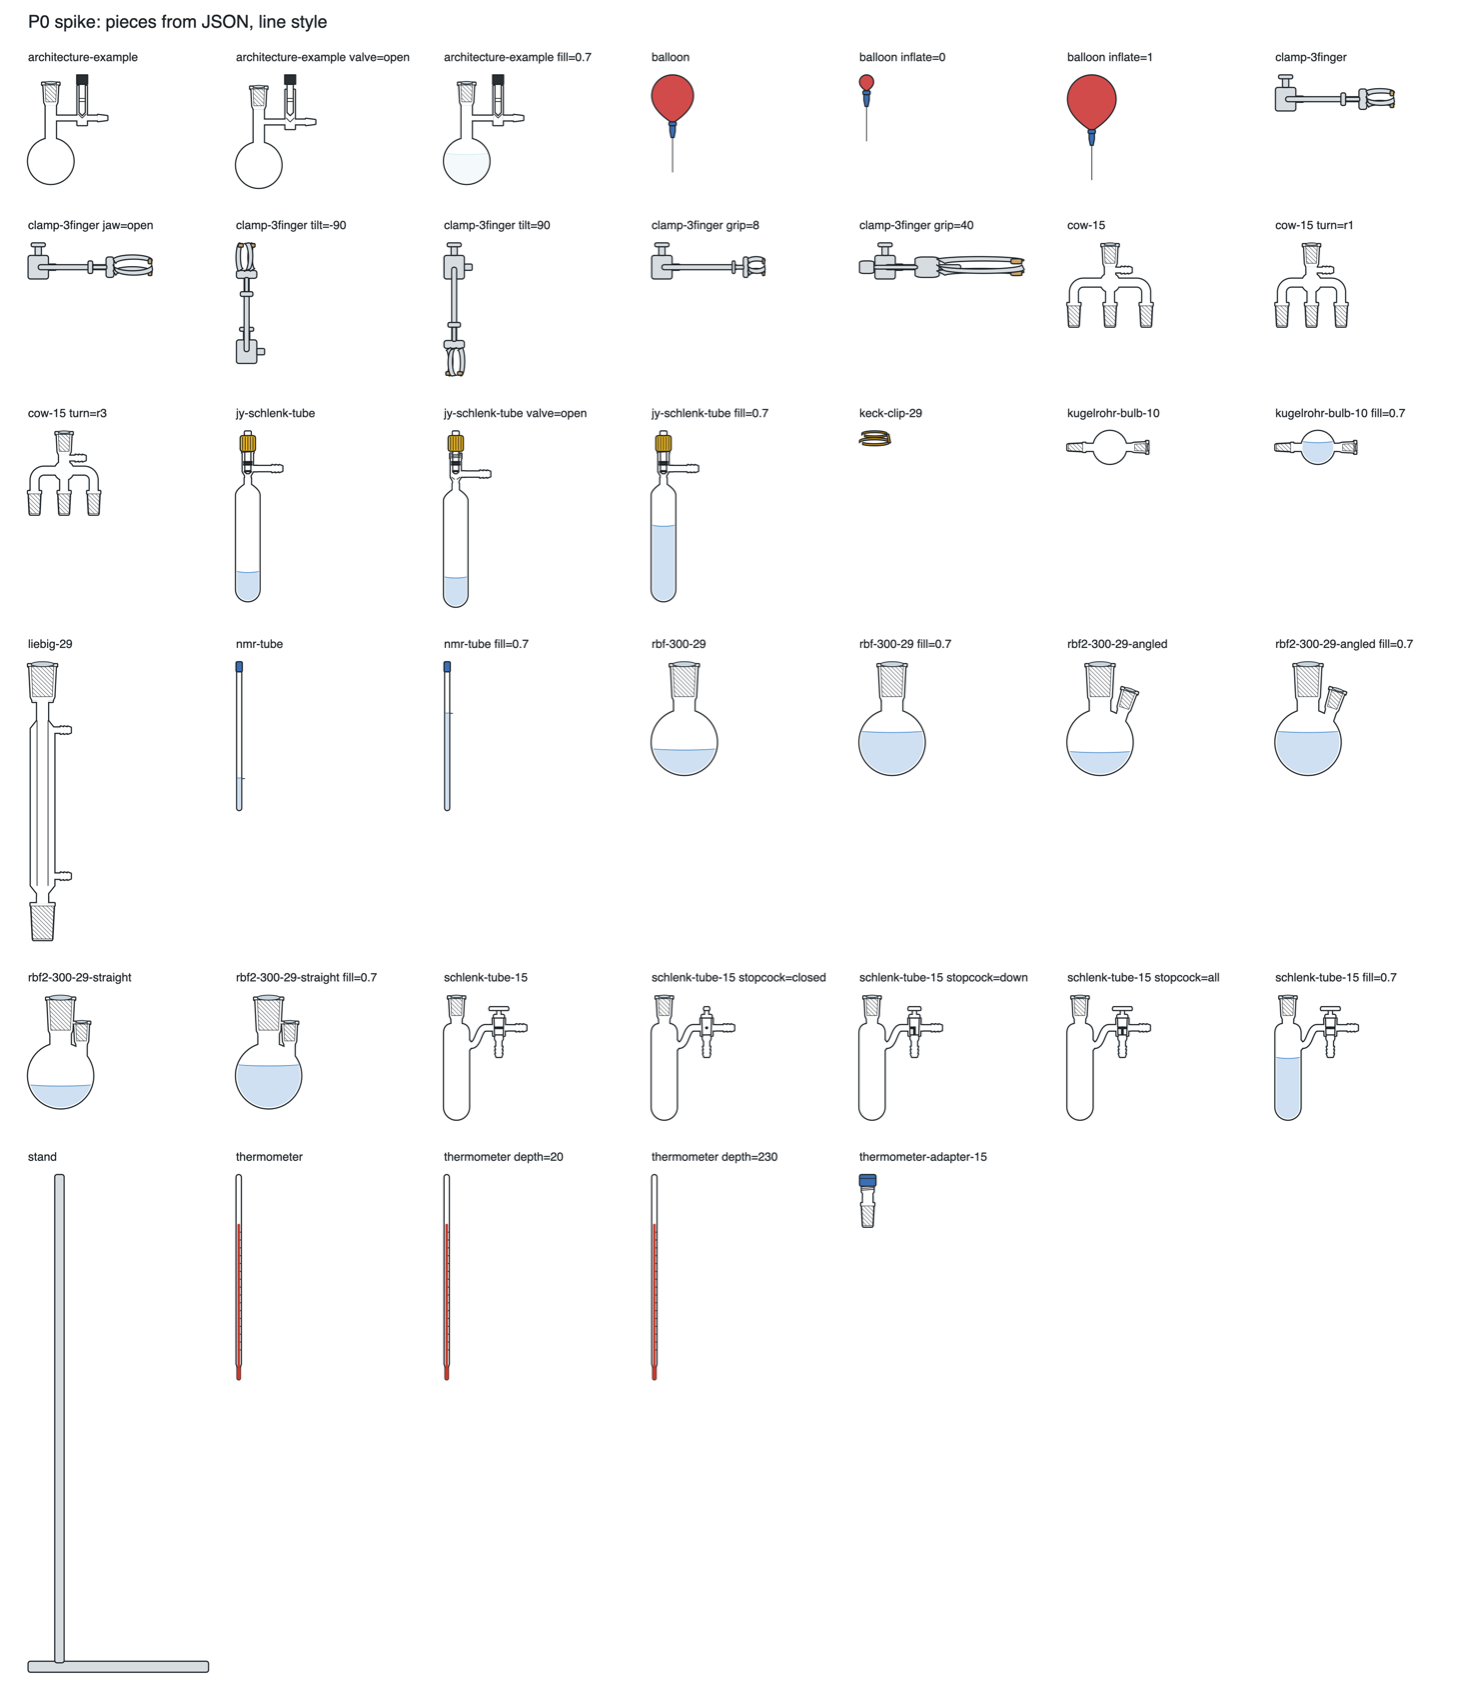 P0 spike: pieces from JSON, line style
architecture-example
architecture-example valve=open
architecture-example fill=0.7
balloon
balloon inflate=0
balloon inflate=1
clamp-3finger
clamp-3finger jaw=open
clamp-3finger tilt=-90
clamp-3finger tilt=90
clamp-3finger grip=8
clamp-3finger grip=40
cow-15
cow-15 turn=r1
cow-15 turn=r3
jy-schlenk-tube
jy-schlenk-tube valve=open
jy-schlenk-tube fill=0.7
keck-clip-29
kugelrohr-bulb-10
kugelrohr-bulb-10 fill=0.7
liebig-29
nmr-tube
nmr-tube fill=0.7
rbf-300-29
rbf-300-29 fill=0.7
rbf2-300-29-angled
rbf2-300-29-angled fill=0.7
rbf2-300-29-straight
rbf2-300-29-straight fill=0.7
schlenk-tube-15
schlenk-tube-15 stopcock=closed
schlenk-tube-15 stopcock=down
schlenk-tube-15 stopcock=all
schlenk-tube-15 fill=0.7
stand
thermometer
thermometer depth=20
thermometer depth=230
thermometer-adapter-15